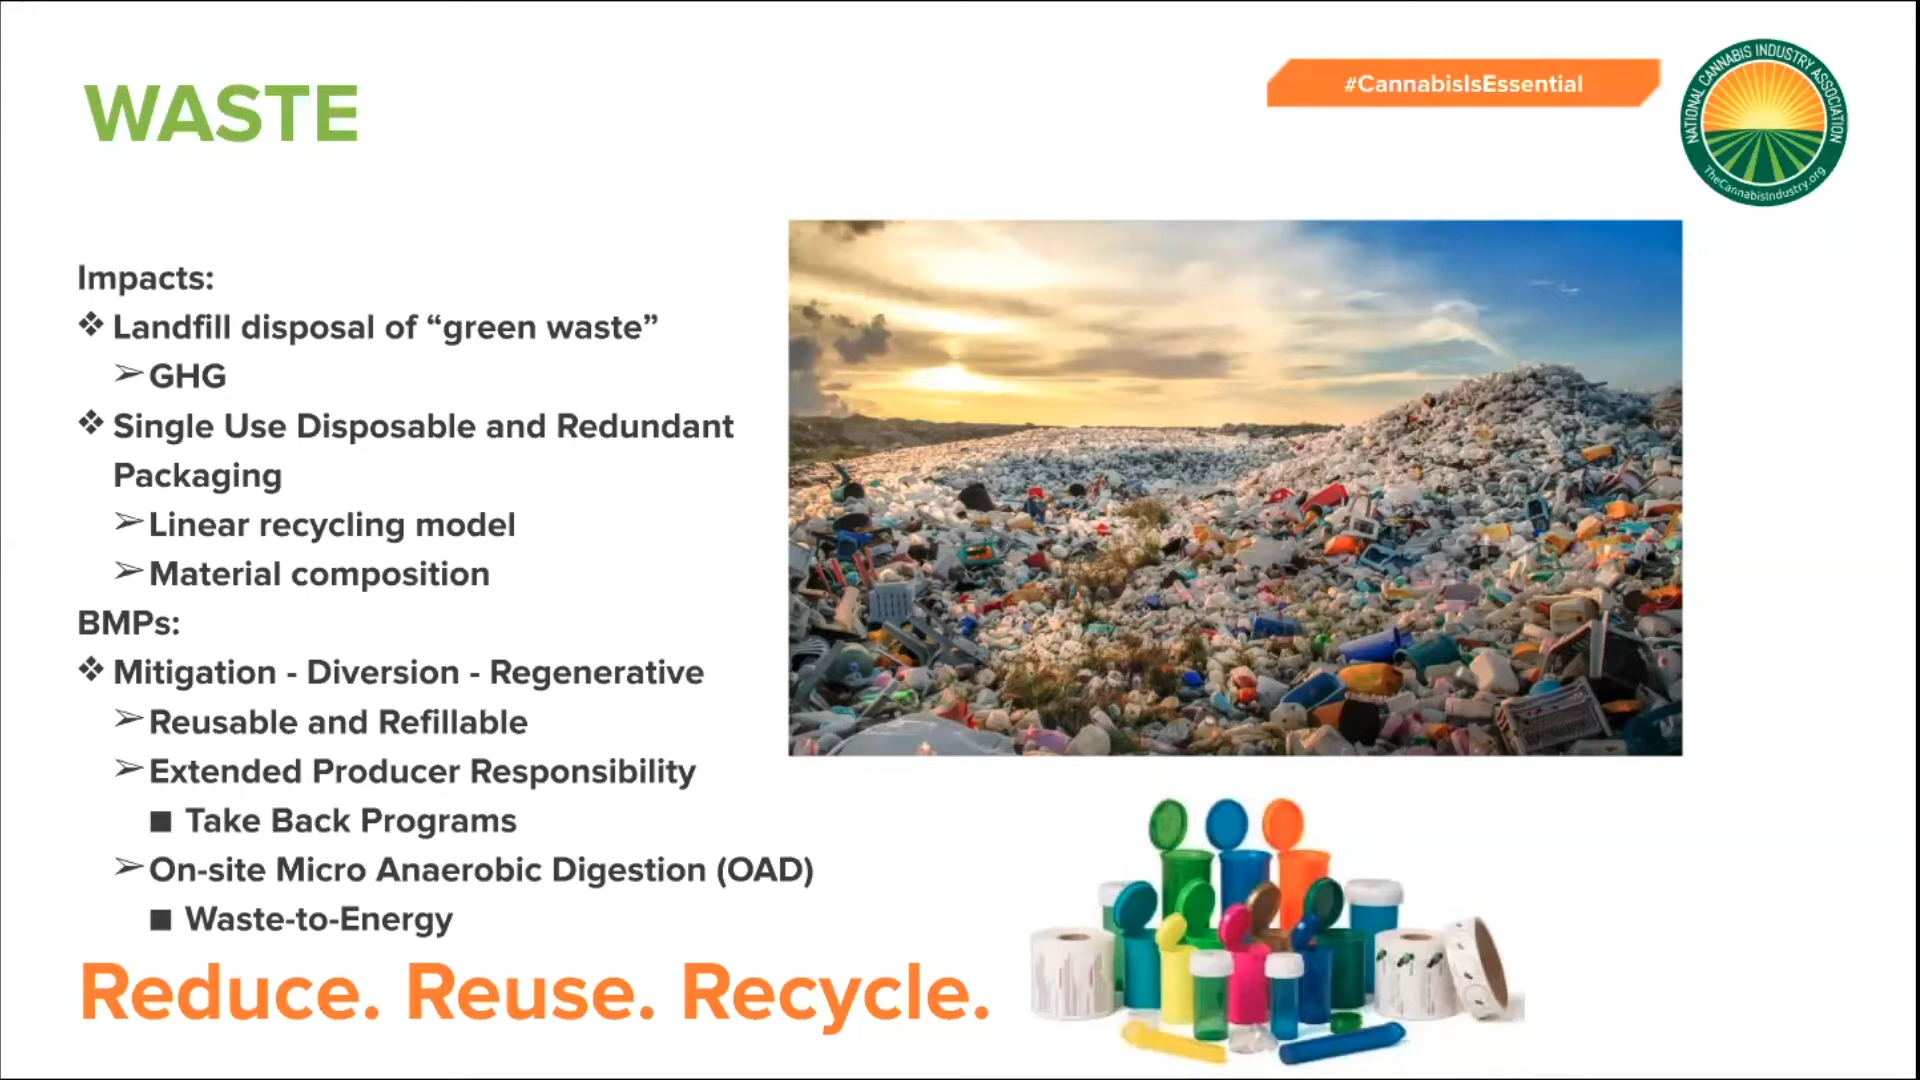 WASTE
#CannabisIsEssential
NATIONAL CANNABIS INDUSTRY ASSOCIATION
TheCannabisIndustry.org
Impacts:
❖ Landfill disposal of “green waste”
➢ GHG
❖ Single Use Disposable and Redundant
Packaging
➢ Linear recycling model
➢ Material composition
BMPs:
❖ Mitigation - Diversion - Regenerative
➢ Reusable and Refillable
➢ Extended Producer Responsibility
■ Take Back Programs
➢ On-site Micro Anaerobic Digestion (OAD)
■ Waste-to-Energy
Reduce. Reuse. Recycle.